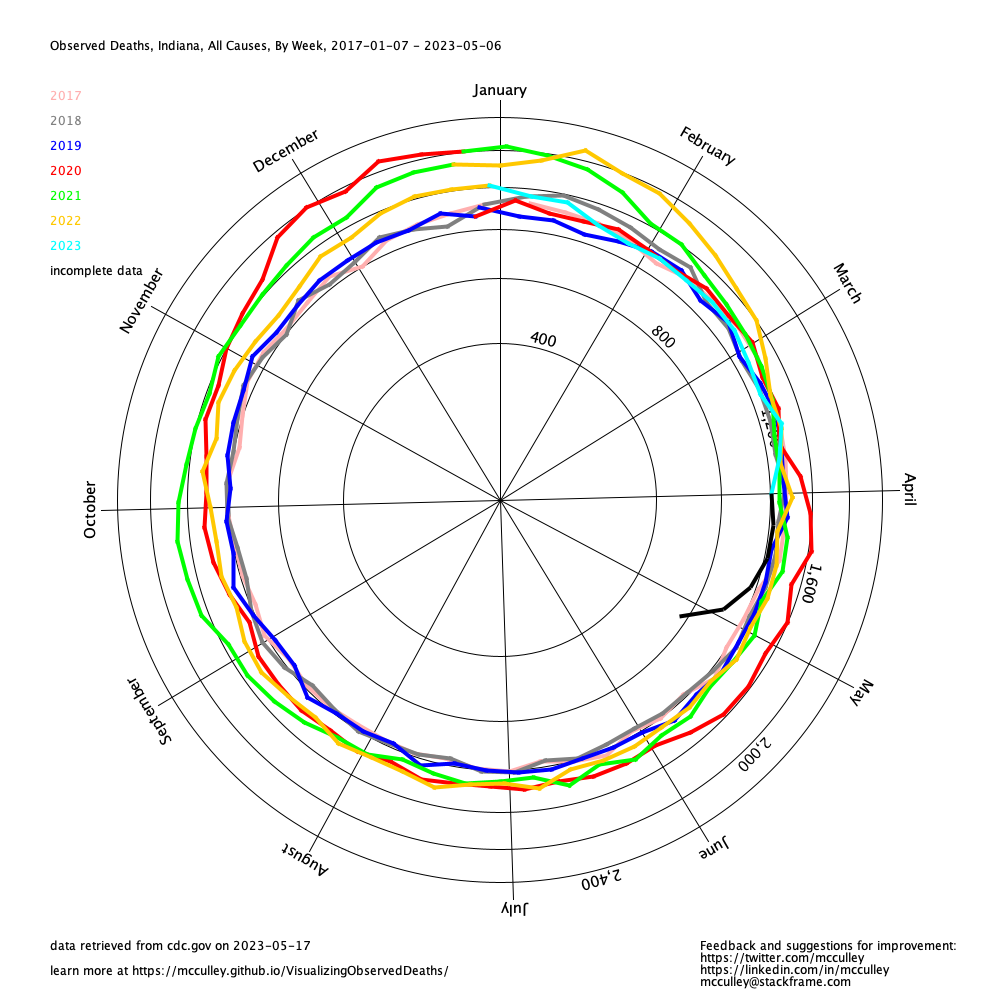 Observed Deaths, Indiana, All Causes, By Week, 2017-01-07 - 2023-05-06
January
2017
2018
2019
2020
2021
2022
2023
incomplete data
December
February
November
March
400
800
1,200
October
April
1,600
September
May
2,000
August
June
2,400
July
data retrieved from cdc.gov on 2023-05-17
learn more at https://mcculley.github.io/VisualizingObservedDeaths/
Feedback and suggestions for improvement:
https://twitter.com/mcculley
https://linkedin.com/in/mcculley
mcculley@stackframe.com